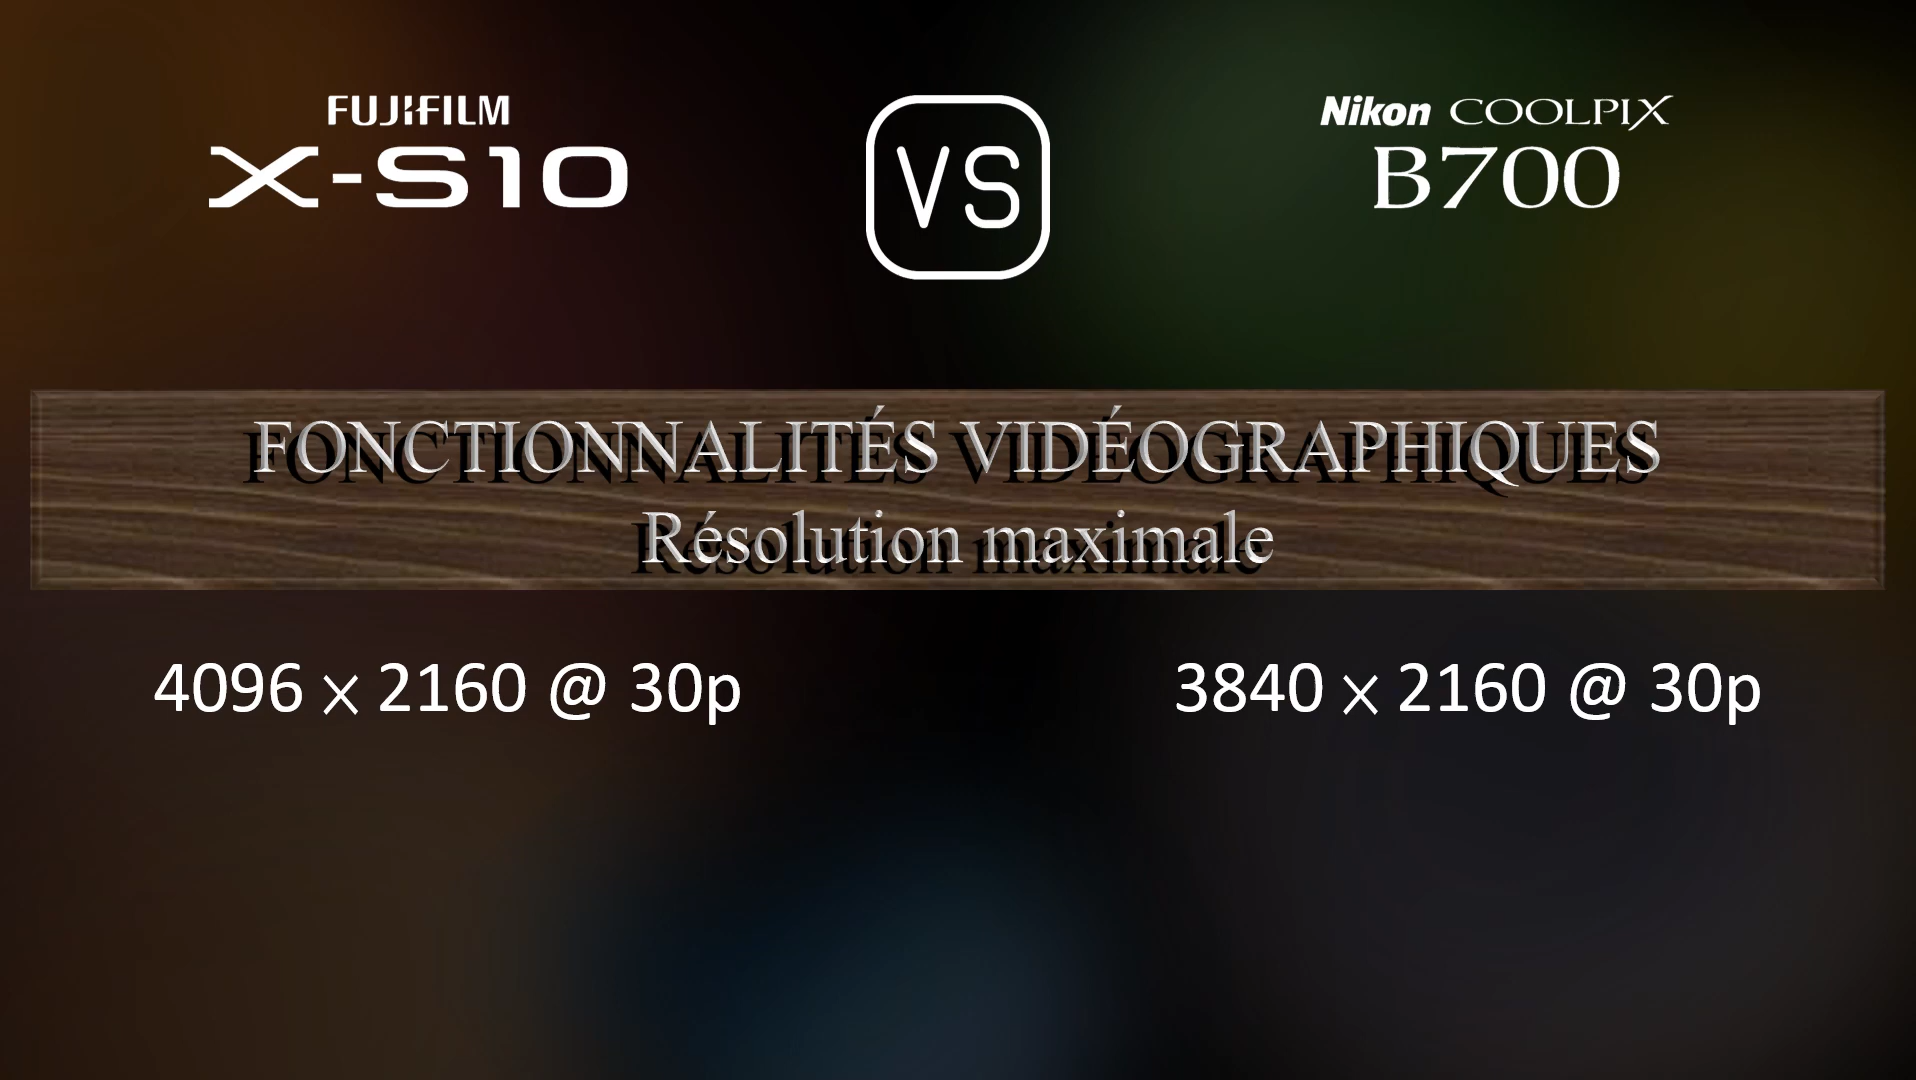 FUJIFILM
X-S10
VS
Nikon COOLPIX
B700
FONCTIONNALITÉS VIDÉOGRAPHIQUES
Résolution maximale
4096 x 2160 @ 30p
3840 x 2160 @ 30p